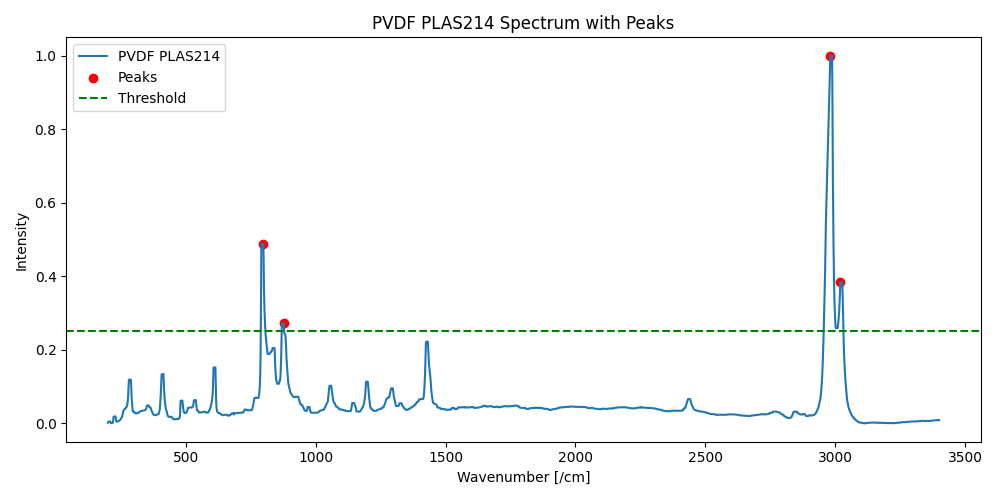 PVDF PLAS214 Spectrum with Peaks
PVDF PLAS214
Peaks
Threshold
Intensity
1.0
0.8
0.6
0.4
0.2
0.0
500 1000 1500 2000 2500 3000 3500
Wavenumber [/cm]